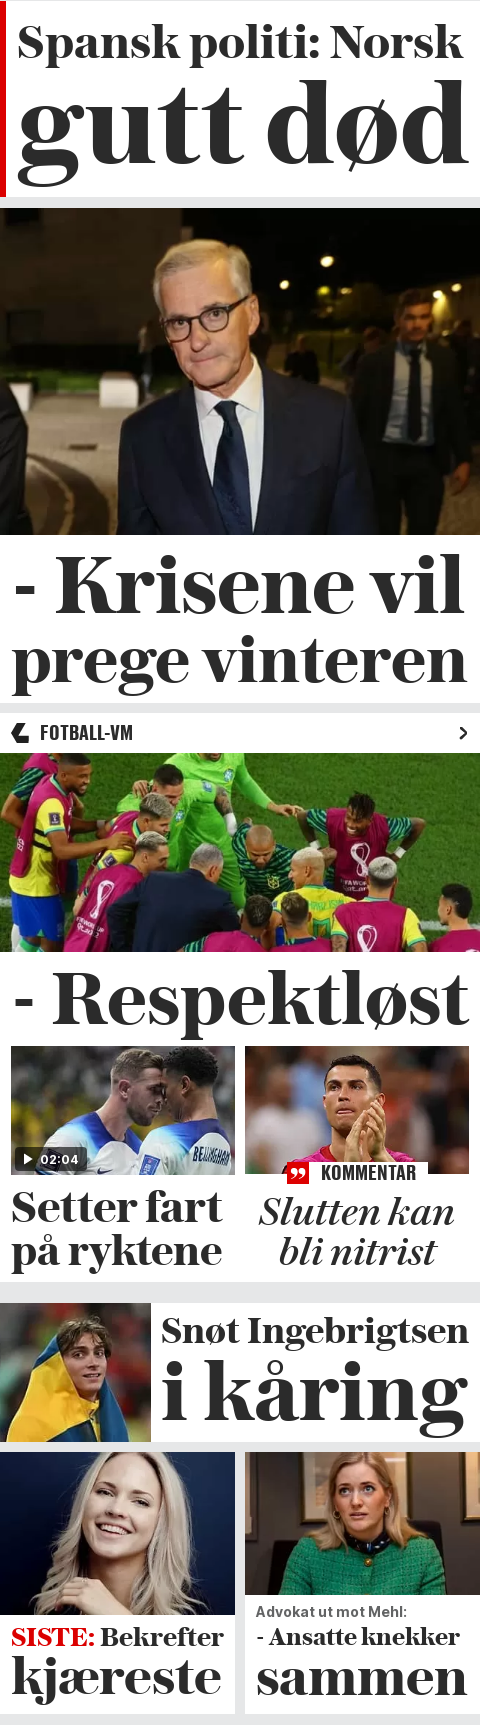 Spansk politi: Norsk
gutt død
- Krisene vil
prege vinteren
FOTBALL-VM
- Respektløst
02:04
BELLINGHAM
Setter fart
på ryktene
KOMMENTAR
Slutten kan
bli nitrist
Snøt Ingebrigtsen
i kåring
SISTE: Bekrefter
kjæreste
Advokat ut mot Mehl:
- Ansatte knekker
sammen